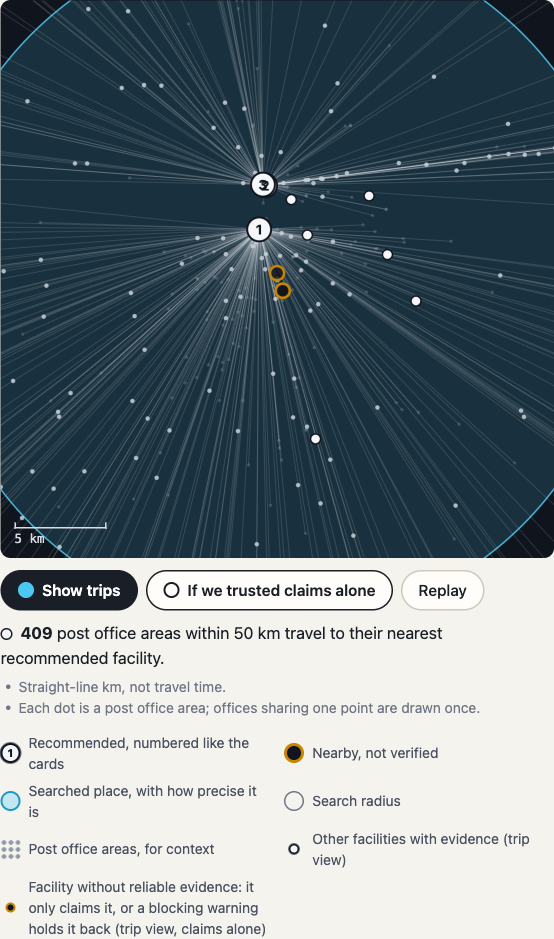 3
1
5 km
Show trips
If we trusted claims alone
Replay
409 post office areas within 50 km travel to their nearest
recommended facility.
• Straight-line km, not travel time.
• Each dot is a post office area; offices sharing one point are drawn once.
1
Recommended, numbered like the
cards
Nearby, not verified
Searched place, with how precise it
is
Search radius
Post office areas, for context
Other facilities with evidence (trip
view)
Facility without reliable evidence: it
only claims it, or a blocking warning
holds it back (trip view, claims alone)